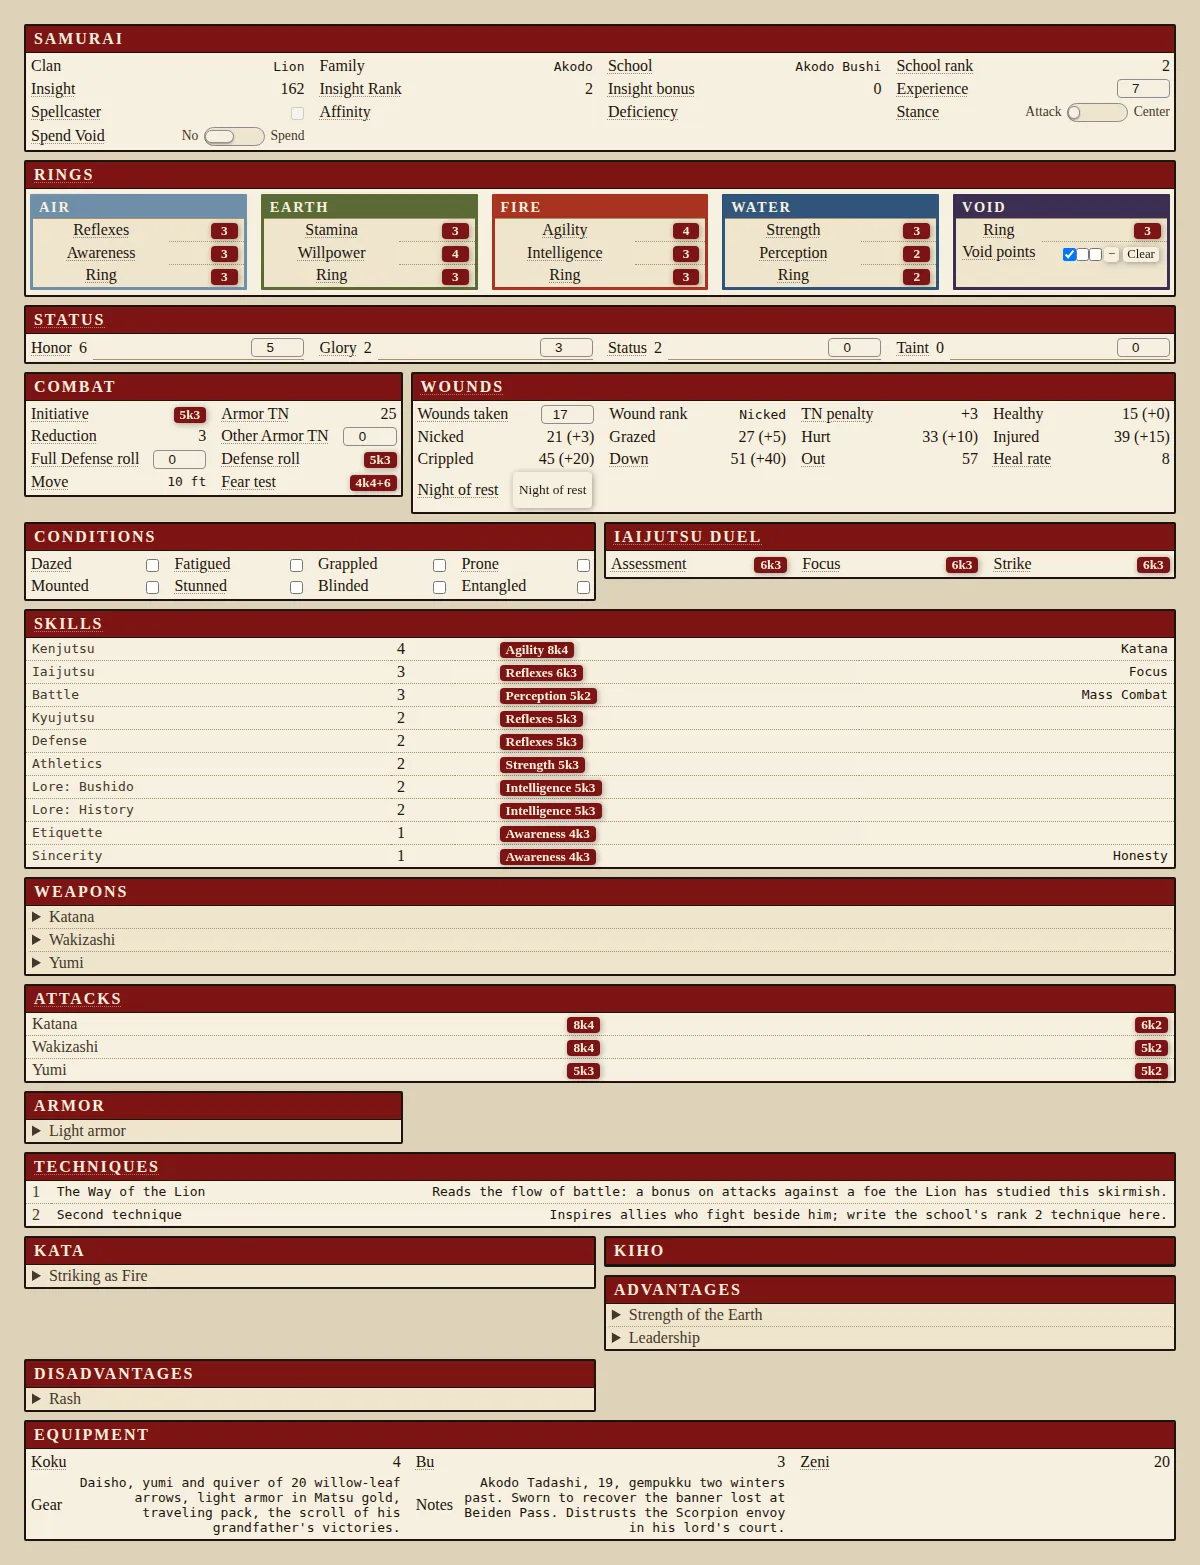 SAMURAI
Clan Lion Family Akodo School Akodo Bushi School rank 2
Insight 162 Insight Rank 2 Insight bonus 0 Experience 7
Spellcaster Affinity Deficiency Stance Attack Center
Spend Void No Spend
RINGS
AIR EARTH FIRE WATER VOID
Reflexes 3 Stamina 3 Agility 4 Strength 3 Ring 3
Awareness 3 Willpower 4 Intelligence 3 Perception 2 Void points − Clear
Ring 3 Ring 3 Ring 3 Ring 2
STATUS
Honor 6 5 Glory 2 3 Status 2 0 Taint 0 0
COMBAT
Initiative 5k3 Armor TN 25
Reduction 3 Other Armor TN 0
Full Defense roll 0 Defense roll 5k3
Move 10 ft Fear test 4k4+6
WOUNDS
Wounds taken 17 Wound rank Nicked TN penalty +3 Healthy 15 (+0)
Nicked 21 (+3) Grazed 27 (+5) Hurt 33 (+10) Injured 39 (+15)
Crippled 45 (+20) Down 51 (+40) Out 57 Heal rate 8
Night of rest Night of rest
CONDITIONS
Dazed Fatigued Grappled Prone
Mounted Stunned Blinded Entangled
IAIJUTSU DUEL
Assessment 6k3 Focus 6k3 Strike 6k3
SKILLS
Kenjutsu 4 Agility 8k4 Katana
Iaijutsu 3 Reflexes 6k3 Focus
Battle 3 Perception 5k2 Mass Combat
Kyujutsu 2 Reflexes 5k3
Defense 2 Reflexes 5k3
Athletics 2 Strength 5k3
Lore: Bushido 2 Intelligence 5k3
Lore: History 2 Intelligence 5k3
Etiquette 1 Awareness 4k3
Sincerity 1 Awareness 4k3 Honesty
WEAPONS
Katana
Wakizashi
Yumi
ATTACKS
Katana 8k4 6k2
Wakizashi 8k4 5k2
Yumi 5k3 5k2
ARMOR
Light armor
TECHNIQUES
1 The Way of the Lion Reads the flow of battle: a bonus on attacks against a foe the Lion has studied this skirmish.
2 Second technique Inspires allies who fight beside him; write the school's rank 2 technique here.
KATA
Striking as Fire
KIHO
ADVANTAGES
Strength of the Earth
Leadership
DISADVANTAGES
Rash
EQUIPMENT
Koku 4 Bu 3 Zeni 20
Gear
Daisho, yumi and quiver of 20 willow-leaf
arrows, light armor in Matsu gold,
traveling pack, the scroll of his
grandfather's victories.
Notes
Akodo Tadashi, 19, gempukku two winters
past. Sworn to recover the banner lost at
Beiden Pass. Distrusts the Scorpion envoy
in his lord's court.